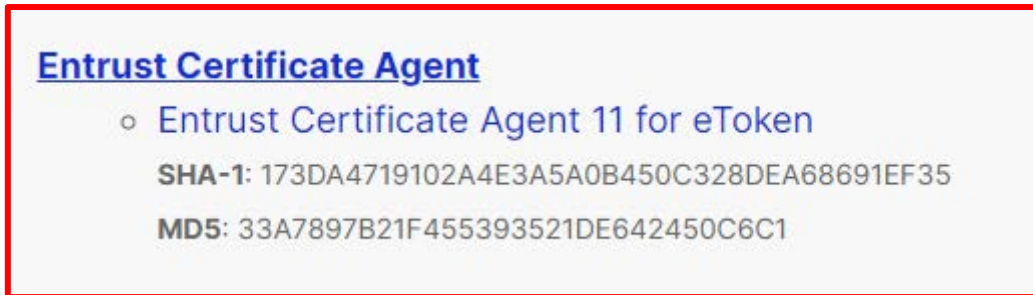 Entrust Certificate Agent
Entrust Certificate Agent 11 for eToken
SHA-1: 173DA4719102A4E3A5A0B450C328DEA68691EF35
MD5: 33A7897B21F455393521DE642450C6C1